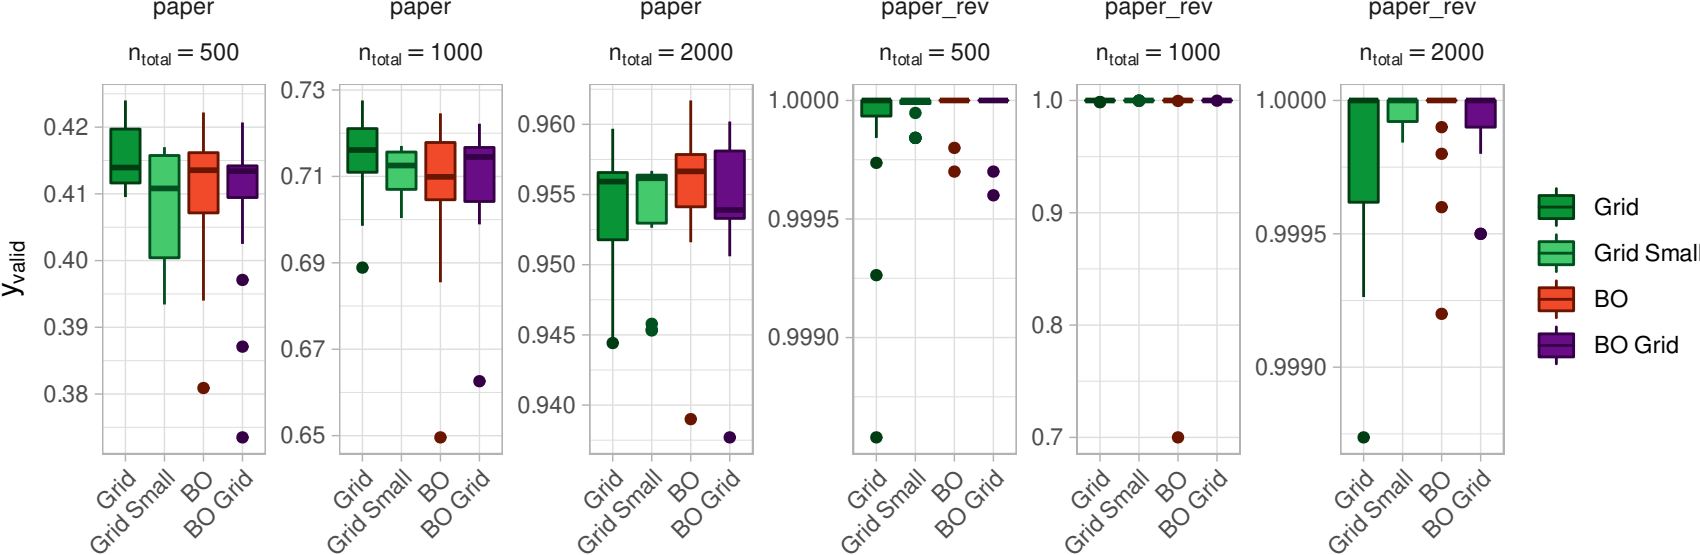 paper
paper
paper
paper_rev
paper_rev
paper_rev
n_total = 500
n_total = 1000
n_total = 2000
n_total = 500
n_total = 1000
n_total = 2000
y_valid
0.42
0.41
0.40
0.39
0.38
0.73
0.71
0.69
0.67
0.65
0.960
0.955
0.950
0.945
0.940
1.0000
0.9995
0.9990
1.0
0.9
0.8
0.7
1.0000
0.9995
0.9990
Grid
Grid Small
BO
BO Grid
Grid
Grid Small
BO
BO Grid
Grid
Grid Small
BO
BO Grid
Grid
Grid Small
BO
BO Grid
Grid
Grid Small
BO
BO Grid
Grid
Grid Small
BO
BO Grid
Grid
Grid Small
BO
BO Grid